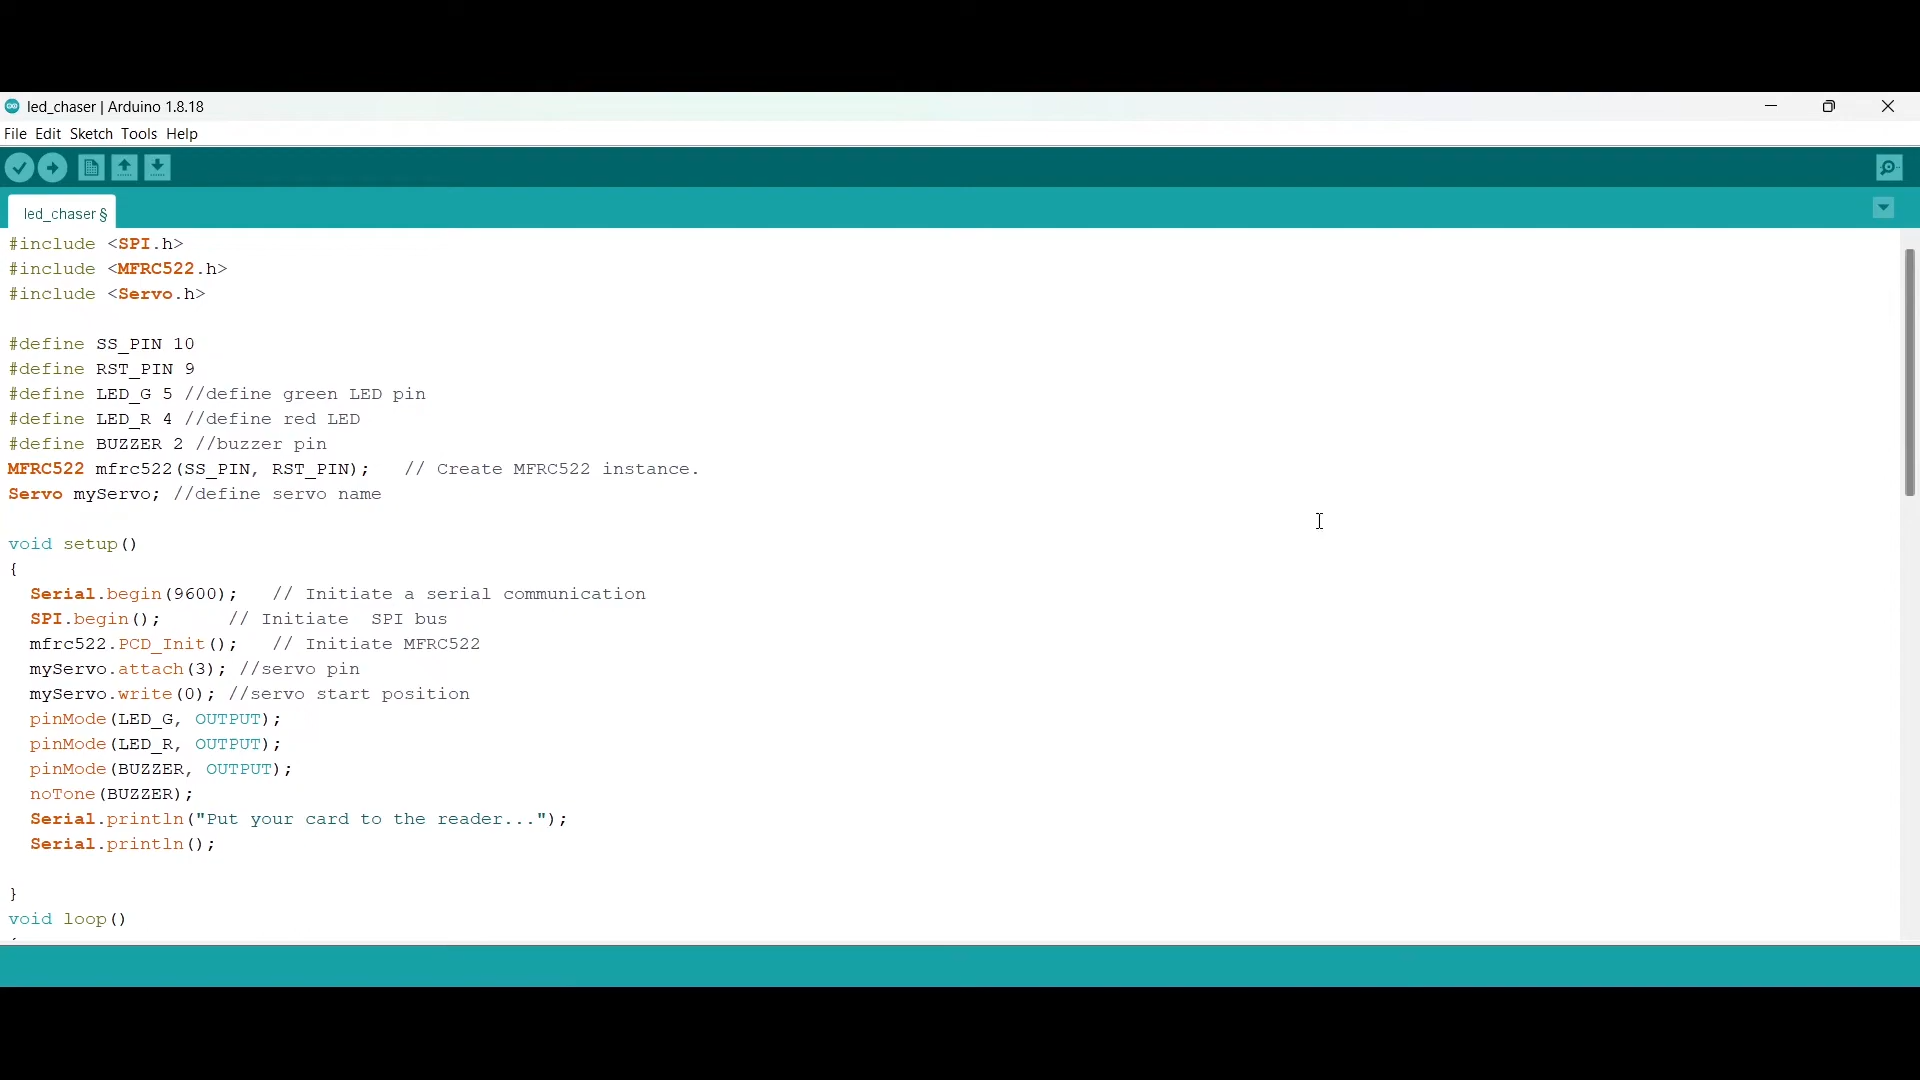 led_chaser | Arduino 1.8.18
File Edit Sketch Tools Help
led_chaser §
#include <SPI.h>
#include <MFRC522.h>
#include <Servo.h>
#define SS_PIN 10
#define RST_PIN 9
#define LED_G 5 //define green LED pin
#define LED_R 4 //define red LED
#define BUZZER 2 //buzzer pin
MFRC522 mfrc522(SS_PIN, RST_PIN);   // Create MFRC522 instance.
Servo myServo; //define servo name
void setup()
{
  Serial.begin(9600);   // Initiate a serial communication
  SPI.begin();      // Initiate  SPI bus
  mfrc522.PCD_Init();   // Initiate MFRC522
  myServo.attach(3); //servo pin
  myServo.write(0); //servo start position
  pinMode(LED_G, OUTPUT);
  pinMode(LED_R, OUTPUT);
  pinMode(BUZZER, OUTPUT);
  noTone(BUZZER);
  Serial.println("Put your card to the reader...");
  Serial.println();
}
void loop()